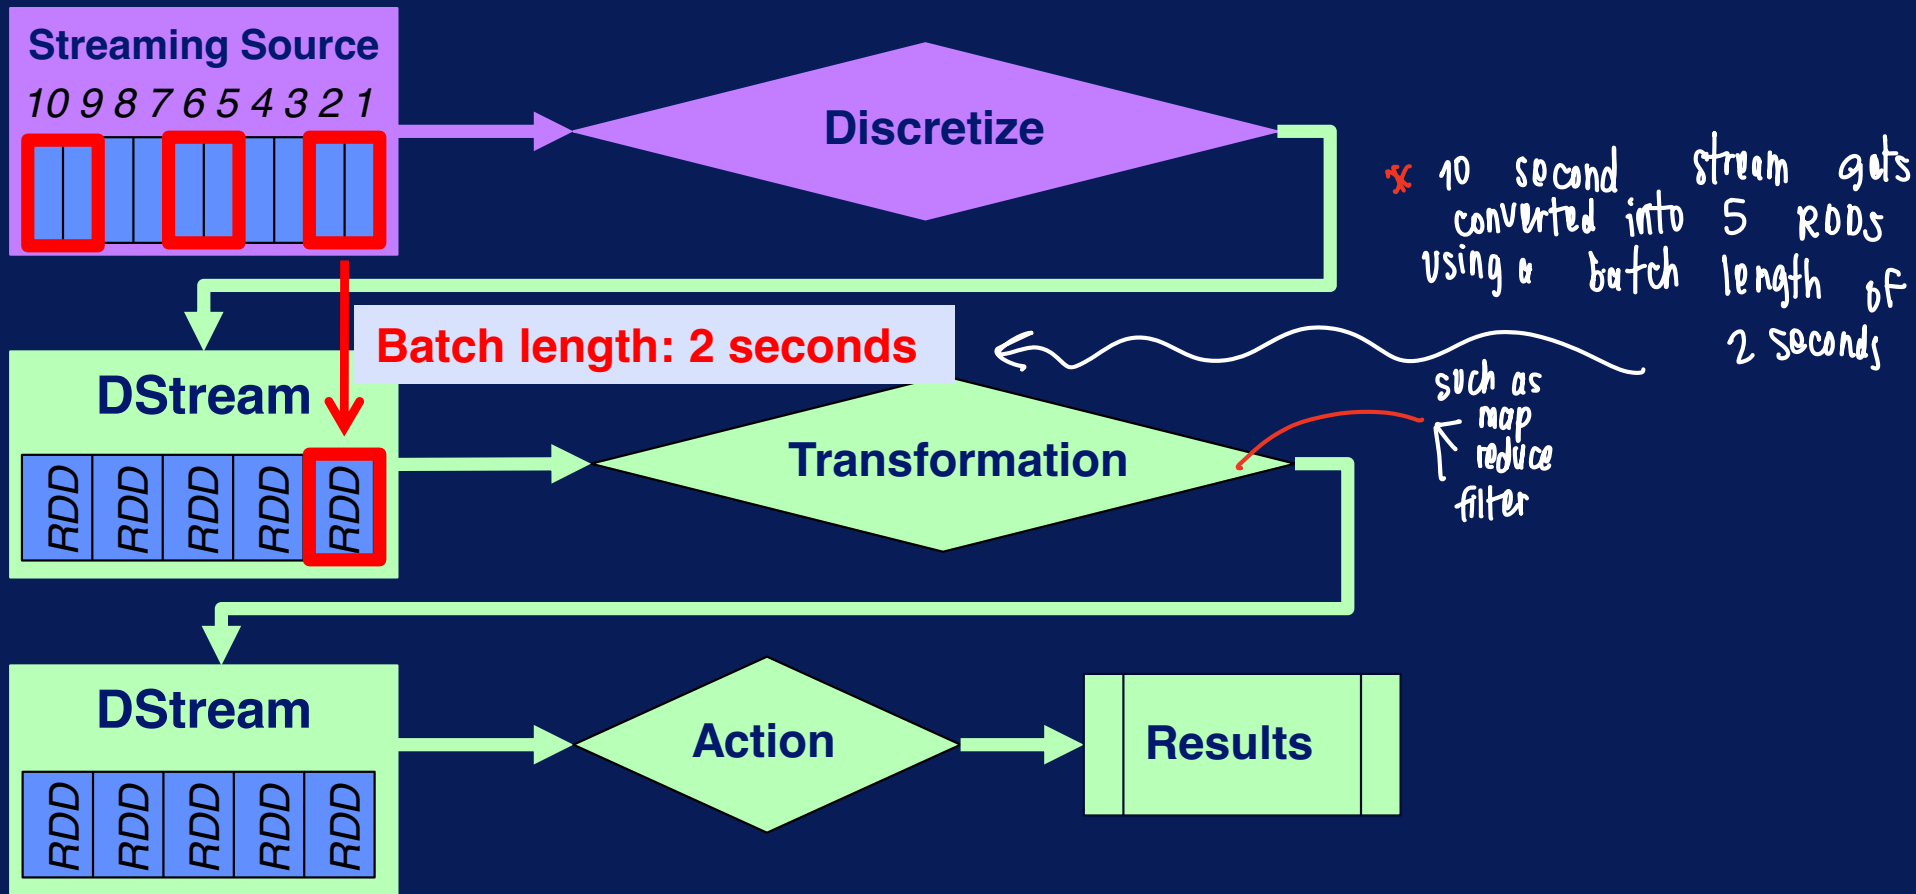 Streaming Source
10 9 8 7 6 5 4 3 2 1
Discretize
* 10 second stream gets
converted into 5 RDDs
using a batch length of
2 seconds
Batch length: 2 seconds
DStream
RDD RDD RDD RDD RDD
Transformation
such as
map
reduce
filter
DStream
RDD RDD RDD RDD RDD
Action
Results